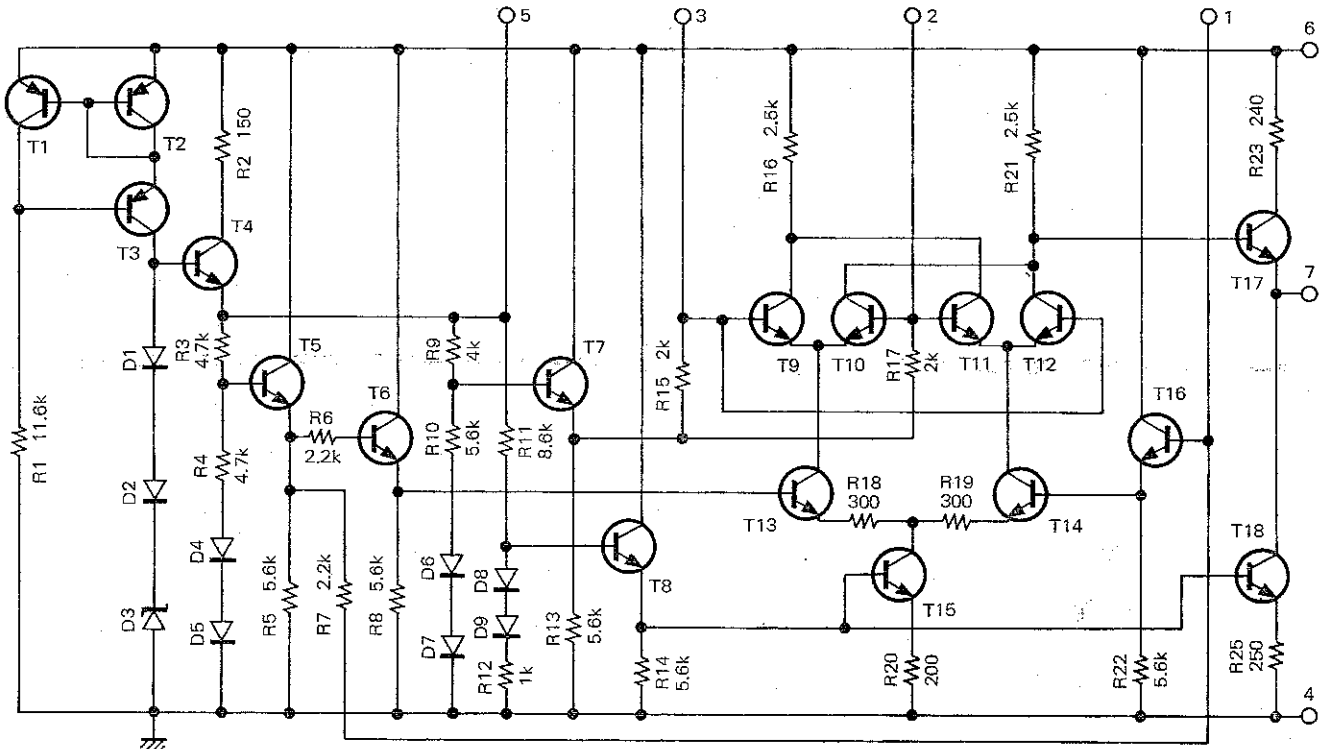 5
3
2
1
6
T1
T2
R2 150
R16 2.5k
R21 2.5k
R23 240
T3
T4
T17
7
D1
R3 4.7k
T5
R9 4k
T7
R15 2k
T9
T10
R17 2k
T11
T12
T16
R1 11.6k
R4 4.7k
R6
2.2k
T6
R10 5.6k
R11 8.6k
D2
T13
R18
300
R19
300
T14
D3
D4
D5
R5 5.6k
R7 2.2k
R8 5.6k
D6
D7
D8
D9
R12 1k
R13 5.6k
T8
R14 5.6k
T15
R20 200
R22 5.6k
T18
R25 250
4